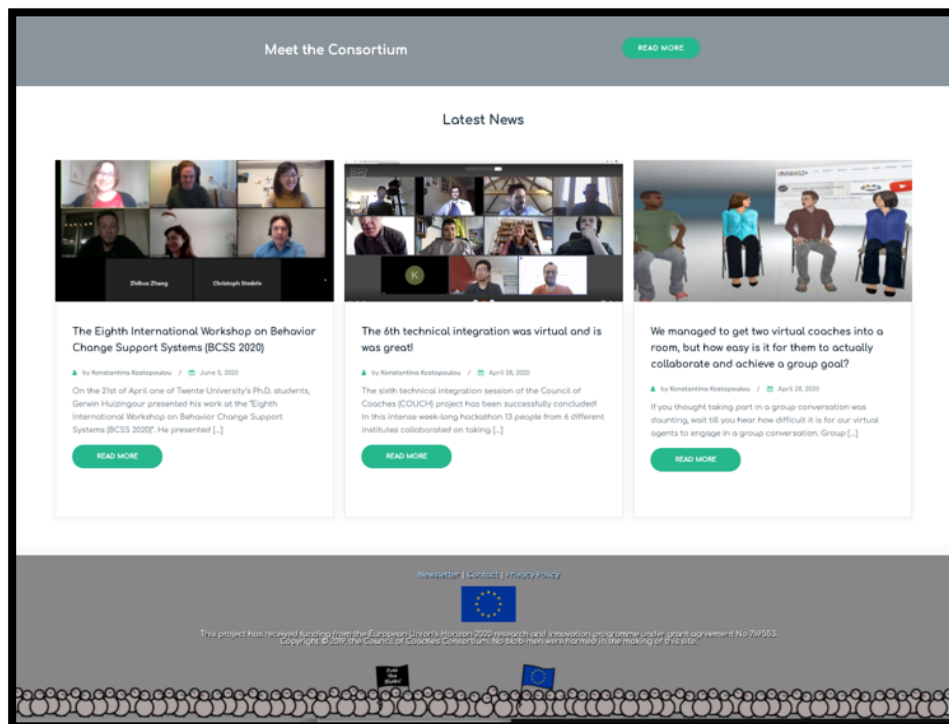 Meet the Consortium
READ MORE
Latest News
Zhihua Zhang
Christoph Stedele
K
The Eighth International Workshop on Behavior
Change Support Systems (BCSS 2020)
by Konstantina Kostopoulou / June 5, 2020
On the 21st of April one of Twente University's Ph.D. students,
Gerwin Huizingour presented his work at the "Eighth
International Workshop on Behavior Change Support
Systems (BCSS 2020)". He presented [...]
READ MORE
The 6th technical integration was virtual and is
was great!
by Konstantina Kostopoulou / April 28, 2020
The sixth technical integration session of the Council of
Coaches (COUCH) project has been successfully concluded!
In this intense week-long hackathon 13 people from 6 different
institutes collaborated on taking [...]
READ MORE
We managed to get two virtual coaches into a
room, but how easy is it for them to actually
collaborate and achieve a group goal?
by Konstantina Kostopoulou / April 28, 2020
If you thought taking part in a group conversation was
daunting, wait till you hear how difficult it is for our virtual
agents to engage in a group conversation. Group [...]
READ MORE
Newsletter | Contact | Privacy Policy
This project has received funding from the European Union's Horizon 2020 research and innovation programme under grant agreement No 769553.
Copyright © 2019 the Council of Coaches Consortium. No blob-men were harmed in the making of this site.
Free
the
Blobs!